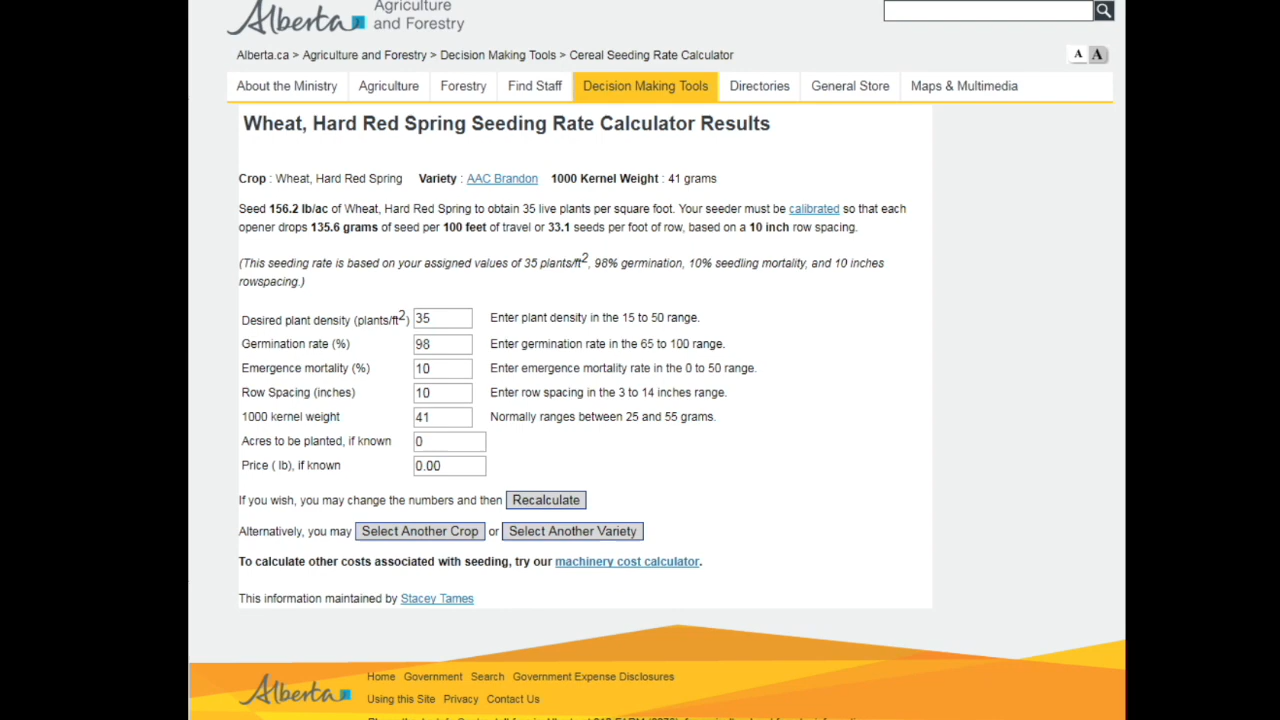 Alberta Agriculture
and Forestry
Alberta.ca > Agriculture and Forestry > Decision Making Tools > Cereal Seeding Rate Calculator A A
About the Ministry Agriculture Forestry Find Staff Decision Making Tools Directories General Store Maps & Multimedia
Wheat, Hard Red Spring Seeding Rate Calculator Results
Crop : Wheat, Hard Red Spring Variety : AAC Brandon 1000 Kernel Weight : 41 grams
Seed 156.2 lb/ac of Wheat, Hard Red Spring to obtain 35 live plants per square foot. Your seeder must be calibrated so that each
opener drops 135.6 grams of seed per 100 feet of travel or 33.1 seeds per foot of row, based on a 10 inch row spacing.
(This seeding rate is based on your assigned values of 35 plants/ft2, 98% germination, 10% seedling mortality, and 10 inches
rowspacing.)
Desired plant density (plants/ft2) 35 Enter plant density in the 15 to 50 range.
Germination rate (%) 98 Enter germination rate in the 65 to 100 range.
Emergence mortality (%) 10 Enter emergence mortality rate in the 0 to 50 range.
Row Spacing (inches) 10 Enter row spacing in the 3 to 14 inches range.
1000 kernel weight 41 Normally ranges between 25 and 55 grams.
Acres to be planted, if known 0
Price ( lb), if known 0.00
If you wish, you may change the numbers and then Recalculate
Alternatively, you may Select Another Crop or Select Another Variety
To calculate other costs associated with seeding, try our machinery cost calculator.
This information maintained by Stacey Tames
Alberta Home Government Search Government Expense Disclosures
Using this Site Privacy Contact Us